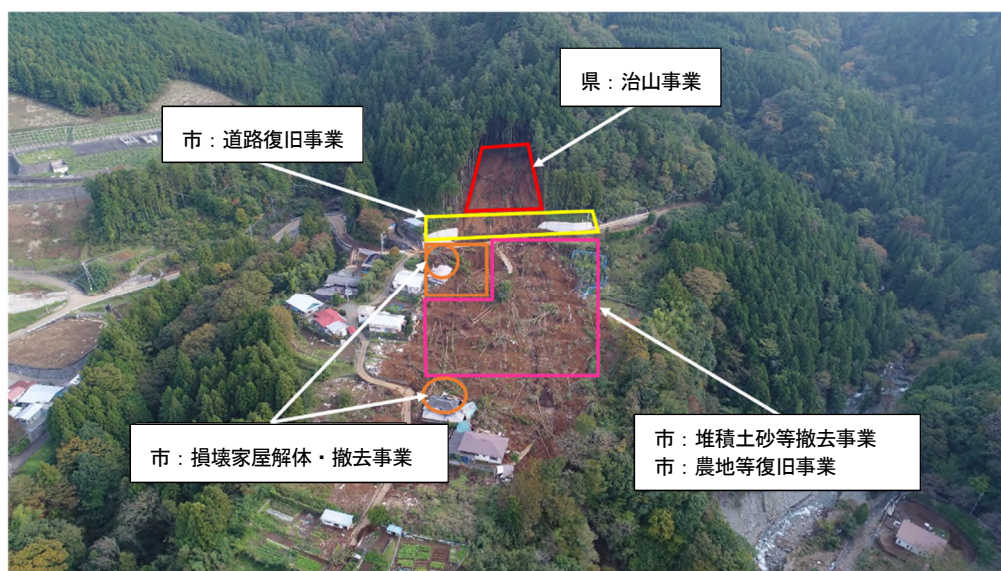 県：治山事業
市：道路復旧事業
市：損壊家屋解体・撤去事業
市：堆積土砂等撤去事業
市：農地等復旧事業